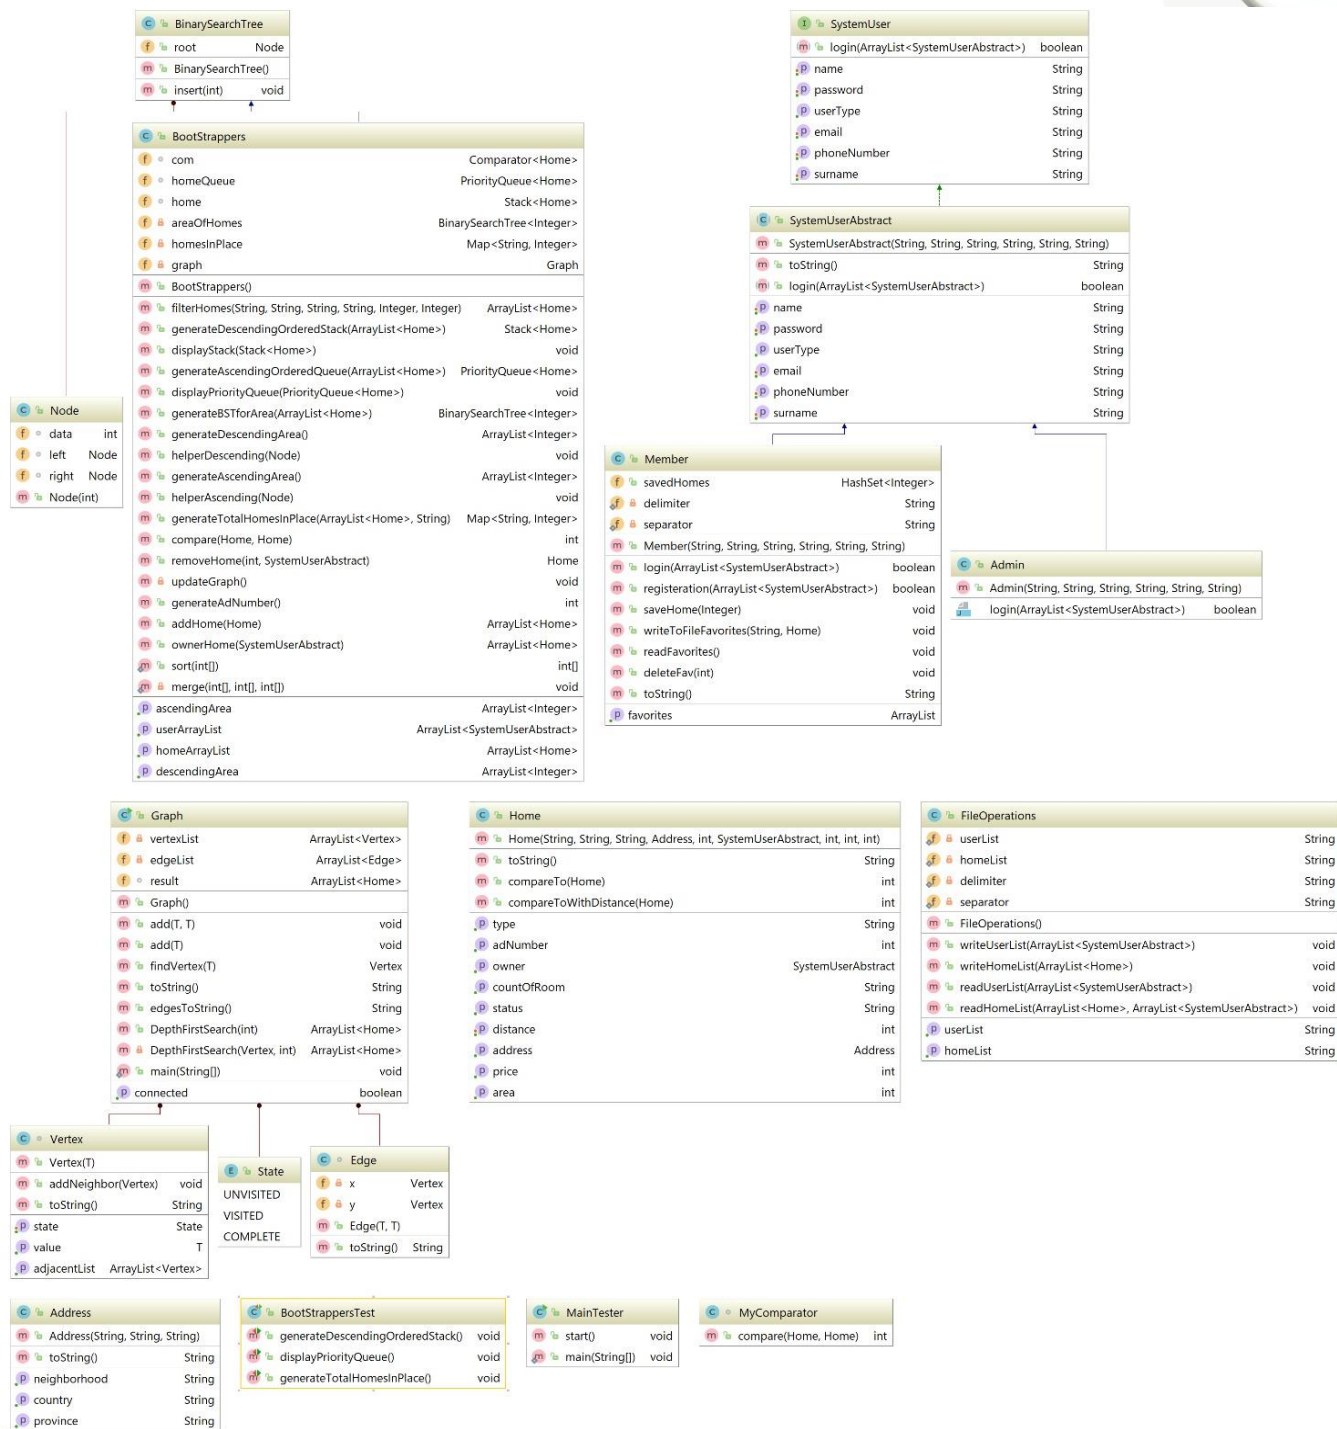 BinarySearchTree
root Node
BinarySearchTree()
insert(int) void
SystemUser
login(ArrayList<SystemUserAbstract>) boolean
name String
password String
userType String
email String
phoneNumber String
surname String
BootStrappers
com Comparator<Home>
homeQueue PriorityQueue<Home>
home Stack<Home>
areaOfHomes BinarySearchTree<Integer>
homesInPlace Map<String, Integer>
graph Graph
BootStrappers()
filterHomes(String, String, String, String, Integer, Integer) ArrayList<Home>
generateDescendingOrderedStack(ArrayList<Home>) Stack<Home>
displayStack(Stack<Home>) void
generateAscendingOrderedQueue(ArrayList<Home>) PriorityQueue<Home>
displayPriorityQueue(PriorityQueue<Home>) void
generateBSTforArea(ArrayList<Home>) BinarySearchTree<Integer>
generateDescendingArea() ArrayList<Integer>
helperDescending(Node) void
generateAscendingArea() ArrayList<Integer>
helperAscending(Node) void
generateTotalHomesInPlace(ArrayList<Home>, String) Map<String, Integer>
compare(Home, Home) int
removeHome(int, SystemUserAbstract) Home
updateGraph() void
generateAdNumber() int
addHome(Home) ArrayList<Home>
ownerHome(SystemUserAbstract) ArrayList<Home>
sort(int[]) int[]
merge(int[], int[], int[]) void
ascendingArea ArrayList<Integer>
userArrayList ArrayList<SystemUserAbstract>
homeArrayList ArrayList<Home>
descendingArea ArrayList<Integer>
SystemUserAbstract
SystemUserAbstract(String, String, String, String, String, String)
toString() String
login(ArrayList<SystemUserAbstract>) boolean
name String
password String
userType String
email String
phoneNumber String
surname String
Node
data int
left Node
right Node
Node(int)
Member
savedHomes HashSet<Integer>
delimiter String
separator String
Member(String, String, String, String, String, String)
login(ArrayList<SystemUserAbstract>) boolean
registeration(ArrayList<SystemUserAbstract>) boolean
saveHome(Integer) void
writeToFileFavorites(String, Home) void
readFavorites() void
deleteFav(int) void
toString() String
favorites ArrayList
Admin
Admin(String, String, String, String, String, String)
login(ArrayList<SystemUserAbstract>) boolean
Graph
vertexList ArrayList<Vertex>
edgeList ArrayList<Edge>
result ArrayList<Home>
Graph()
add(T, T) void
add(T) void
findVertex(T) Vertex
toString() String
edgesToString() String
DepthFirstSearch(int) ArrayList<Home>
DepthFirstSearch(Vertex, int) ArrayList<Home>
main(String[]) void
connected boolean
Home
Home(String, String, String, Address, int, SystemUserAbstract, int, int, int)
toString() String
compareTo(Home) int
compareToWithDistance(Home) int
type String
adNumber int
owner SystemUserAbstract
countOfRoom String
status String
distance int
address Address
price int
area int
FileOperations
userList String
homeList String
delimiter String
separator String
FileOperations()
writeUserList(ArrayList<SystemUserAbstract>) void
writeHomeList(ArrayList<Home>) void
readUserList(ArrayList<SystemUserAbstract>) void
readHomeList(ArrayList<Home>, ArrayList<SystemUserAbstract>) void
userList String
homeList String
Vertex
Vertex(T)
addNeighbor(Vertex) void
toString() String
state State
value T
adjacentList ArrayList<Vertex>
State
UNVISITED
VISITED
COMPLETE
Edge
x Vertex
y Vertex
Edge(T, T)
toString() String
Address
Address(String, String, String)
toString() String
neighborhood String
country String
province String
BootStrappersTest
generateDescendingOrderedStack() void
displayPriorityQueue() void
generateTotalHomesInPlace() void
MainTester
start() void
main(String[]) void
MyComparator
compare(Home, Home) int